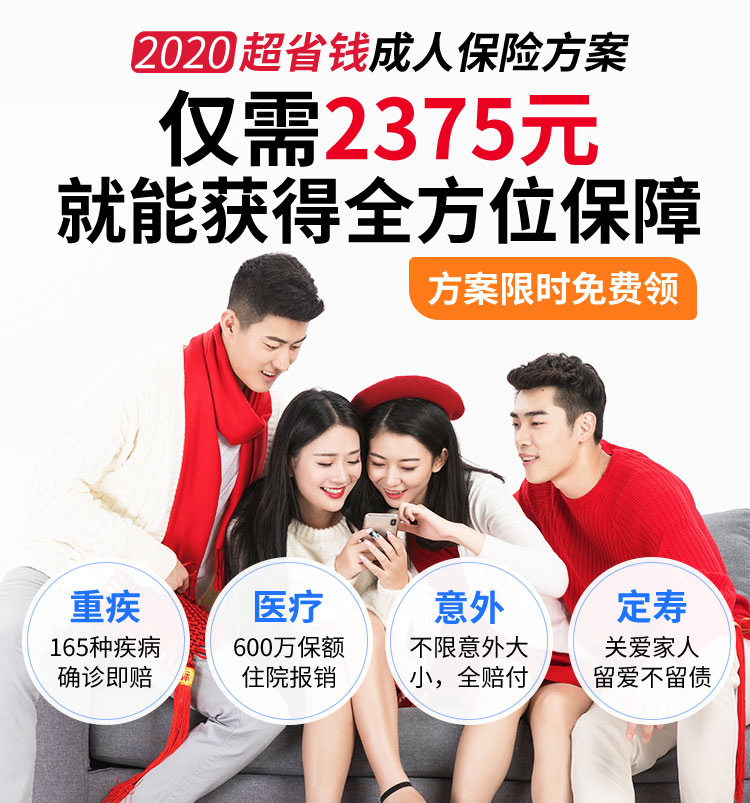 2020超省钱成人保险方案
仅需2375元
就能获得全方位保障
方案限时免费领
重疾
165种疾病
确诊即赔
医疗
600万保额
住院报销
意外
不限意外大
小，全赔付
定寿
关爱家人
留爱不留债